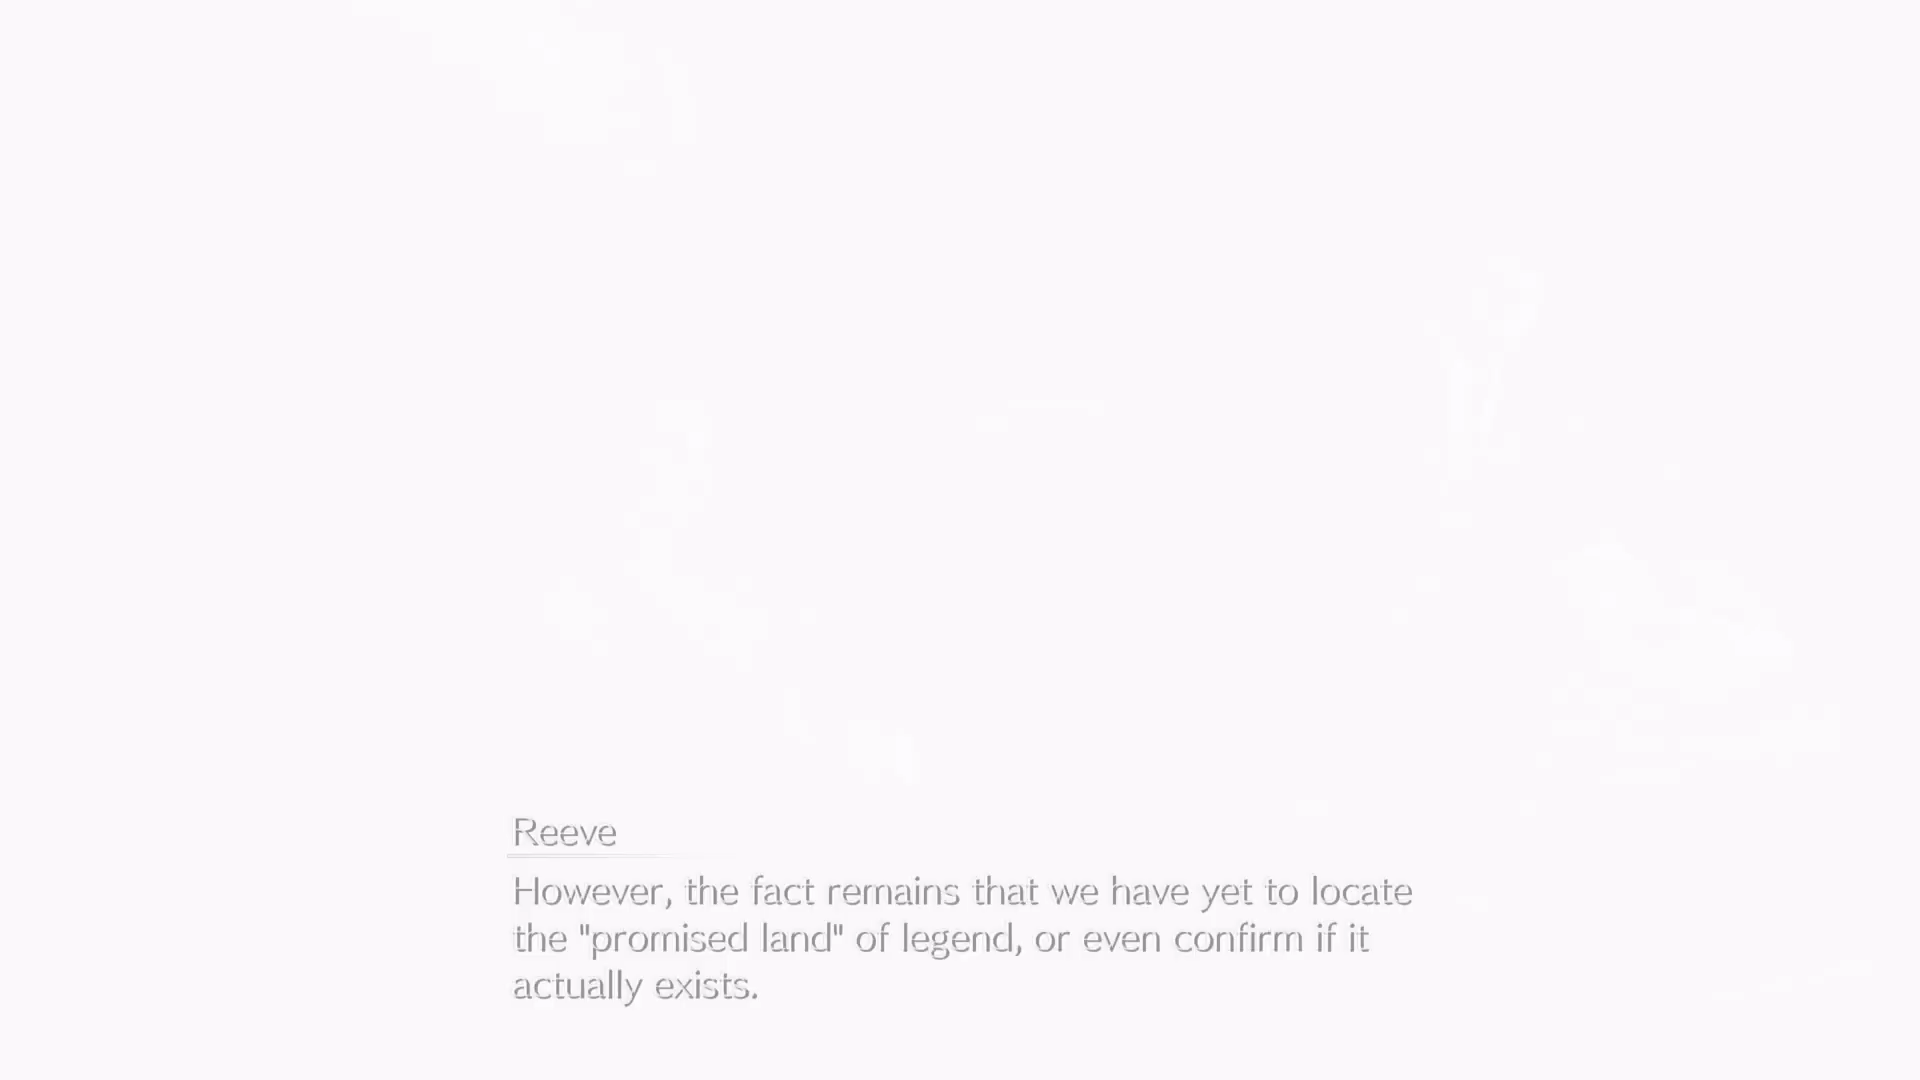 Reeve
However, the fact remains that we have yet to locate
the "promised land" of legend, or even confirm if it
actually exists.